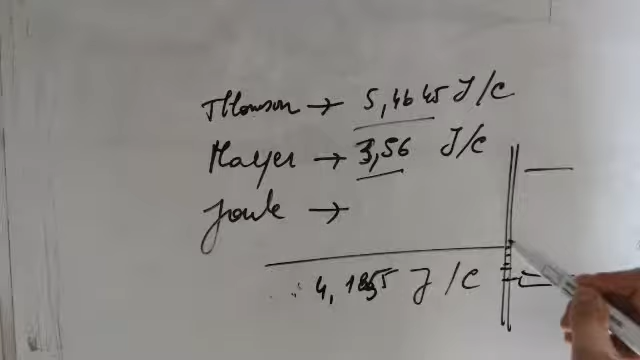 Thomson → 5,4645 J/C
Mayer → 3,56 J/C
Joule →
4,1855 J/C